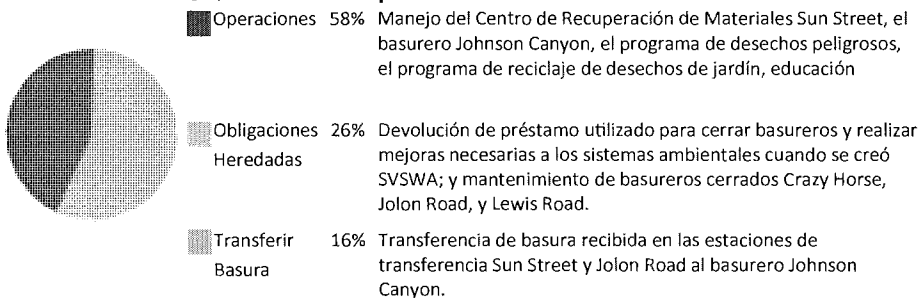 Operaciones 58% Manejo del Centro de Recuperación de Materiales Sun Street, el
basurero Johnson Canyon, el programa de desechos peligrosos,
el programa de reciclaje de desechos de jardín, educación
Obligaciones 26% Devolución de préstamo utilizado para cerrar basureros y realizar
Heredadas mejoras necesarias a los sistemas ambientales cuando se creó
SVSWA; y mantenimiento de basureros cerrados Crazy Horse,
Jolon Road, y Lewis Road.
Transferir 16% Transferencia de basura recibida en las estaciones de
Basura transferencia Sun Street y Jolon Road al basurero Johnson
Canyon.